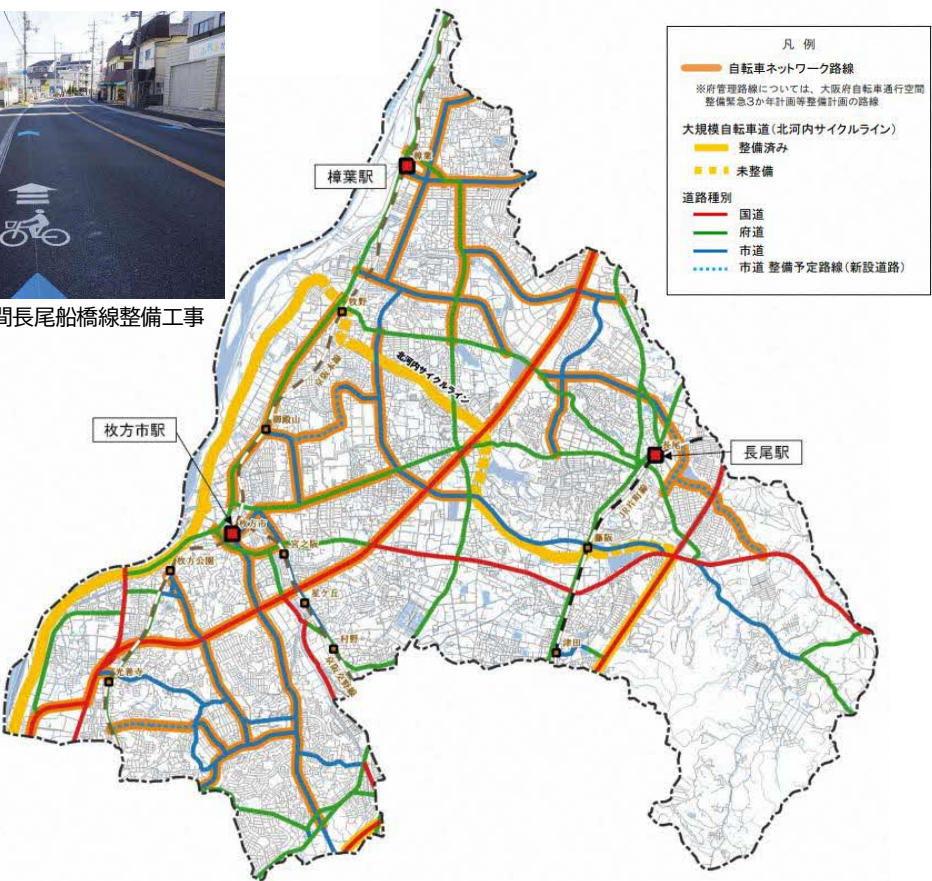 間長尾船橋線整備工事
凡 例
自転車ネットワーク路線
※府管理路線については、大阪府自転車通行空間
整備緊急3か年計画等整備計画の路線
大規模自転車道(北河内サイクルライン)
整備済み
未整備
道路種別
国道
府道
市道
市道 整備予定路線(新設道路)
樟葉駅
樟葉
牧野
京阪本線
北河内サイクルライン
御殿山
枚方市駅
長尾駅
長尾
枚方市
宮之阪
枚方公園
藤阪
星ケ丘
村野
津田
光善寺